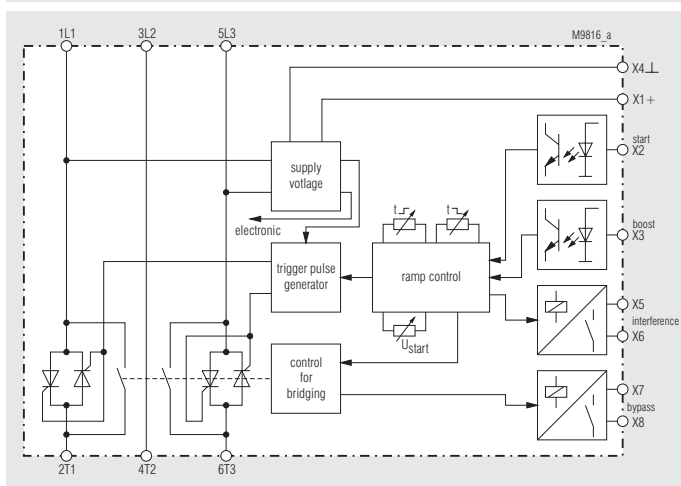 1L1 3L2 5L3 M9816_a
X4⊥
X1+
start
X2
supply
votlage
boost
X3
electronic
t
t
trigger pulse
generator
ramp control
X5
interference
X6
Ustart
control
for
bridging
X7
bypass
X8
2T1 4T2 6T3